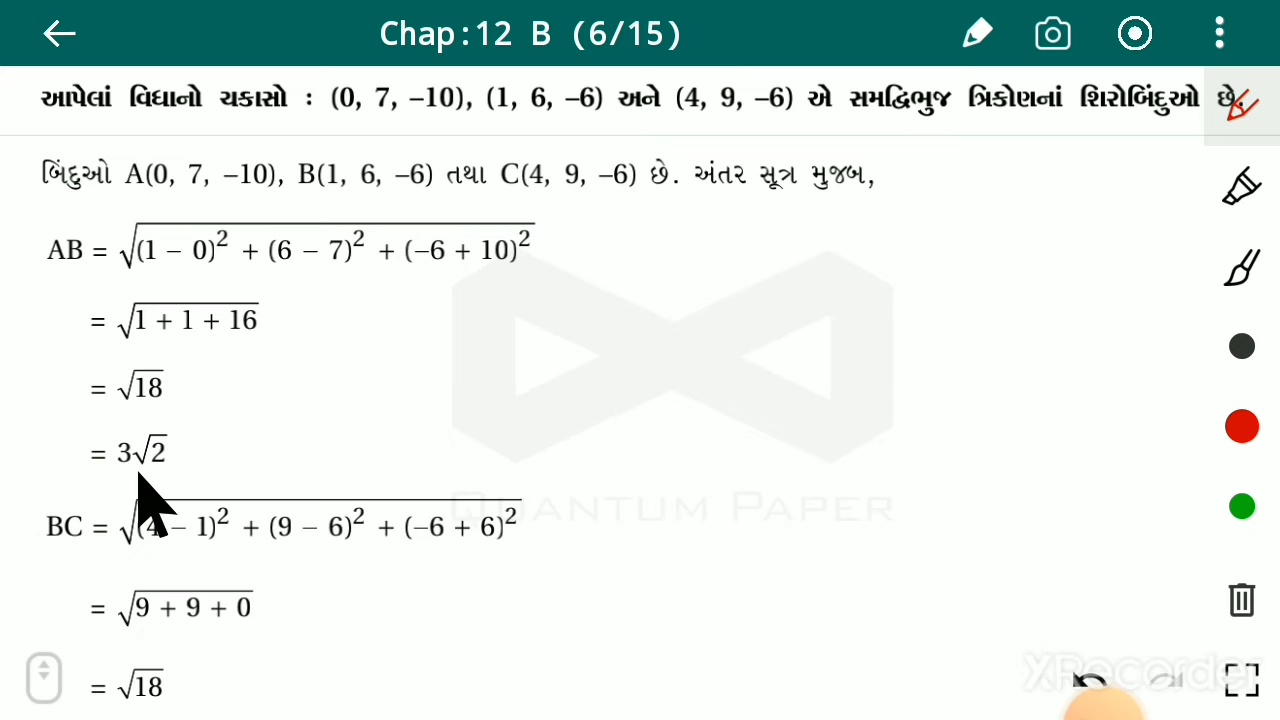 Chap:12 B (6/15)
આપેલાં વિધાનો ચકાસો : (0, 7, –10), (1, 6, –6) અને (4, 9, –6) એ સમદ્વિભુજ ત્રિકોણનાં શિરોબિંદુઓ છે.
બિંદુઓ A(0, 7, –10), B(1, 6, –6) તથા C(4, 9, –6) છે. અંતર સૂત્ર મુજબ,
AB = √(1 – 0)² + (6 – 7)² + (–6 + 10)²
= √1 + 1 + 16
= √18
= 3√2
QUANTUM PAPER
BC = √(4 – 1)² + (9 – 6)² + (–6 + 6)²
= √9 + 9 + 0
= √18
XRecorder